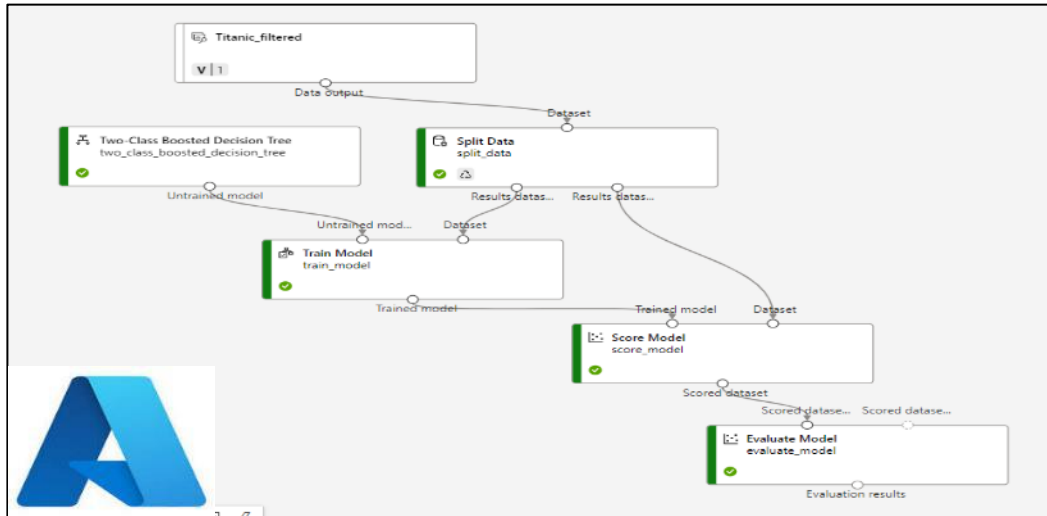 Titanic_filtered
V | 1
Data output
Dataset
Two-Class Boosted Decision Tree
two_class_boosted_decision_tree
Split Data
split_data
Untrained model
Results datas...
Results datas...
Untrained mod...
Dataset
Train Model
train_model
Trained model
Trained model
Dataset
Score Model
score_model
Scored dataset
Scored datase...
Scored datase...
Evaluate Model
evaluate_model
Evaluation results